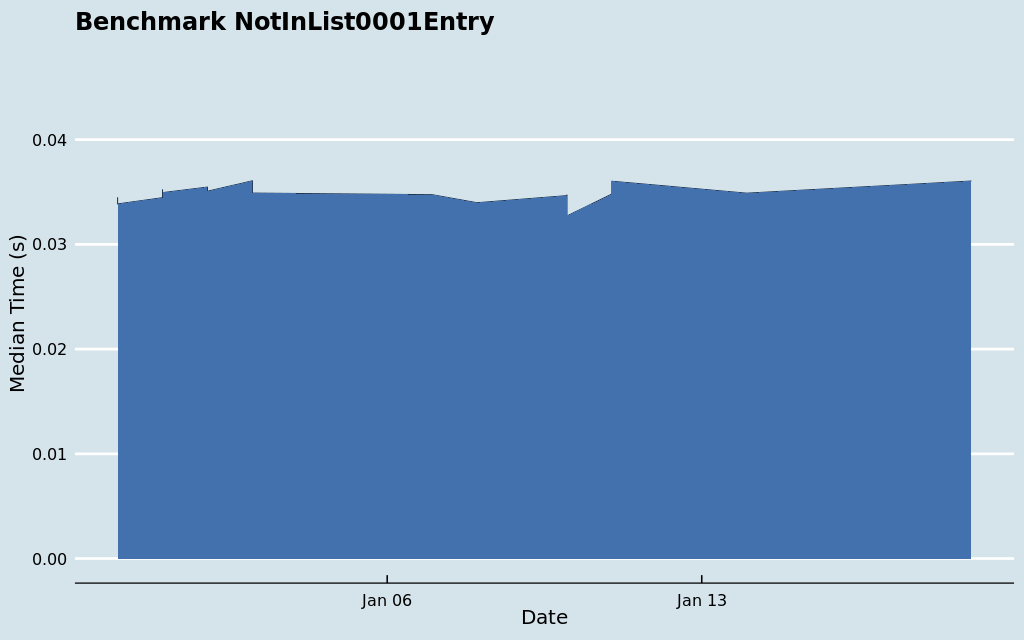 Benchmark NotInList0001Entry
0.04
0.03
0.02
0.01
0.00
Median Time (s)
Jan 06
Jan 13
Date